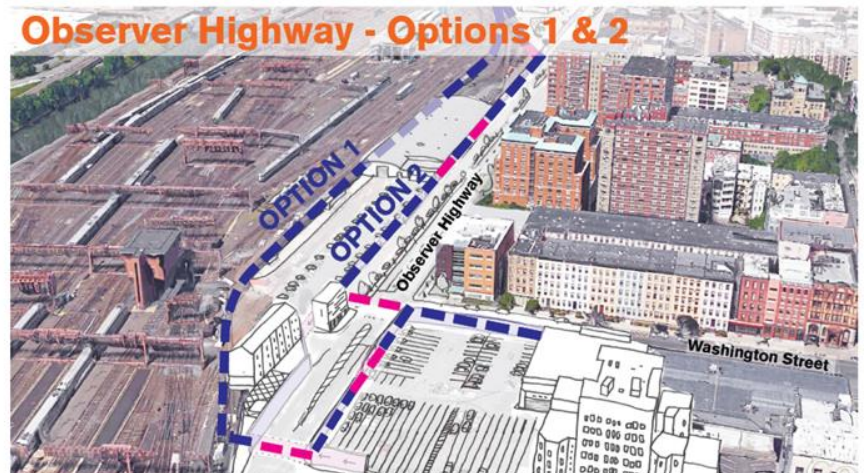 Observer Highway - Options 1 & 2
OPTION 1
OPTION 2
Observer Highway
Washington Street